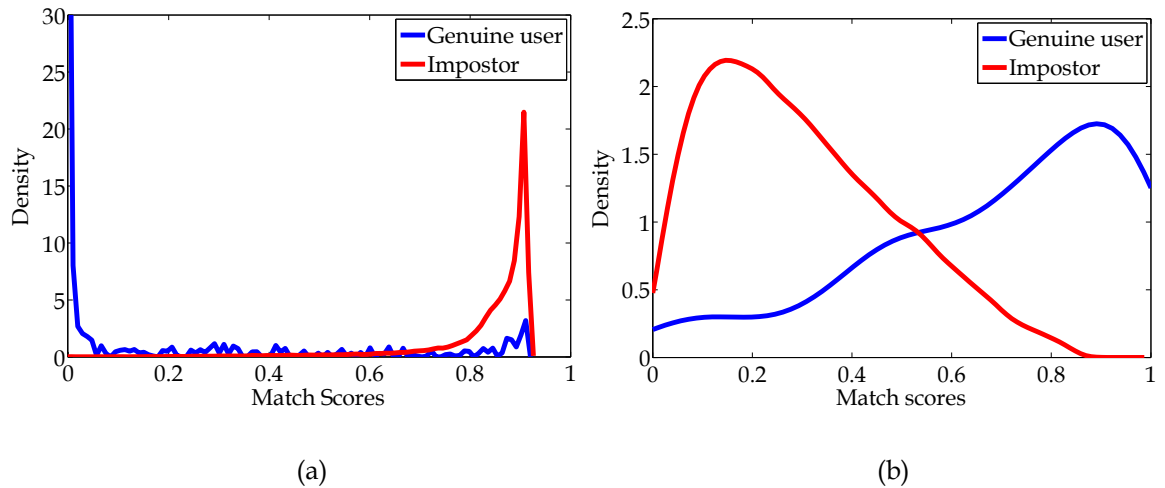 30
25
20
15
10
5
0
Density
0
0.2
0.4
0.6
0.8
1
Match Scores
Genuine user
Impostor
(a)
2.5
2
1.5
1
0.5
0
Density
0
0.2
0.4
0.6
0.8
1
Match scores
Genuine user
Impostor
(b)